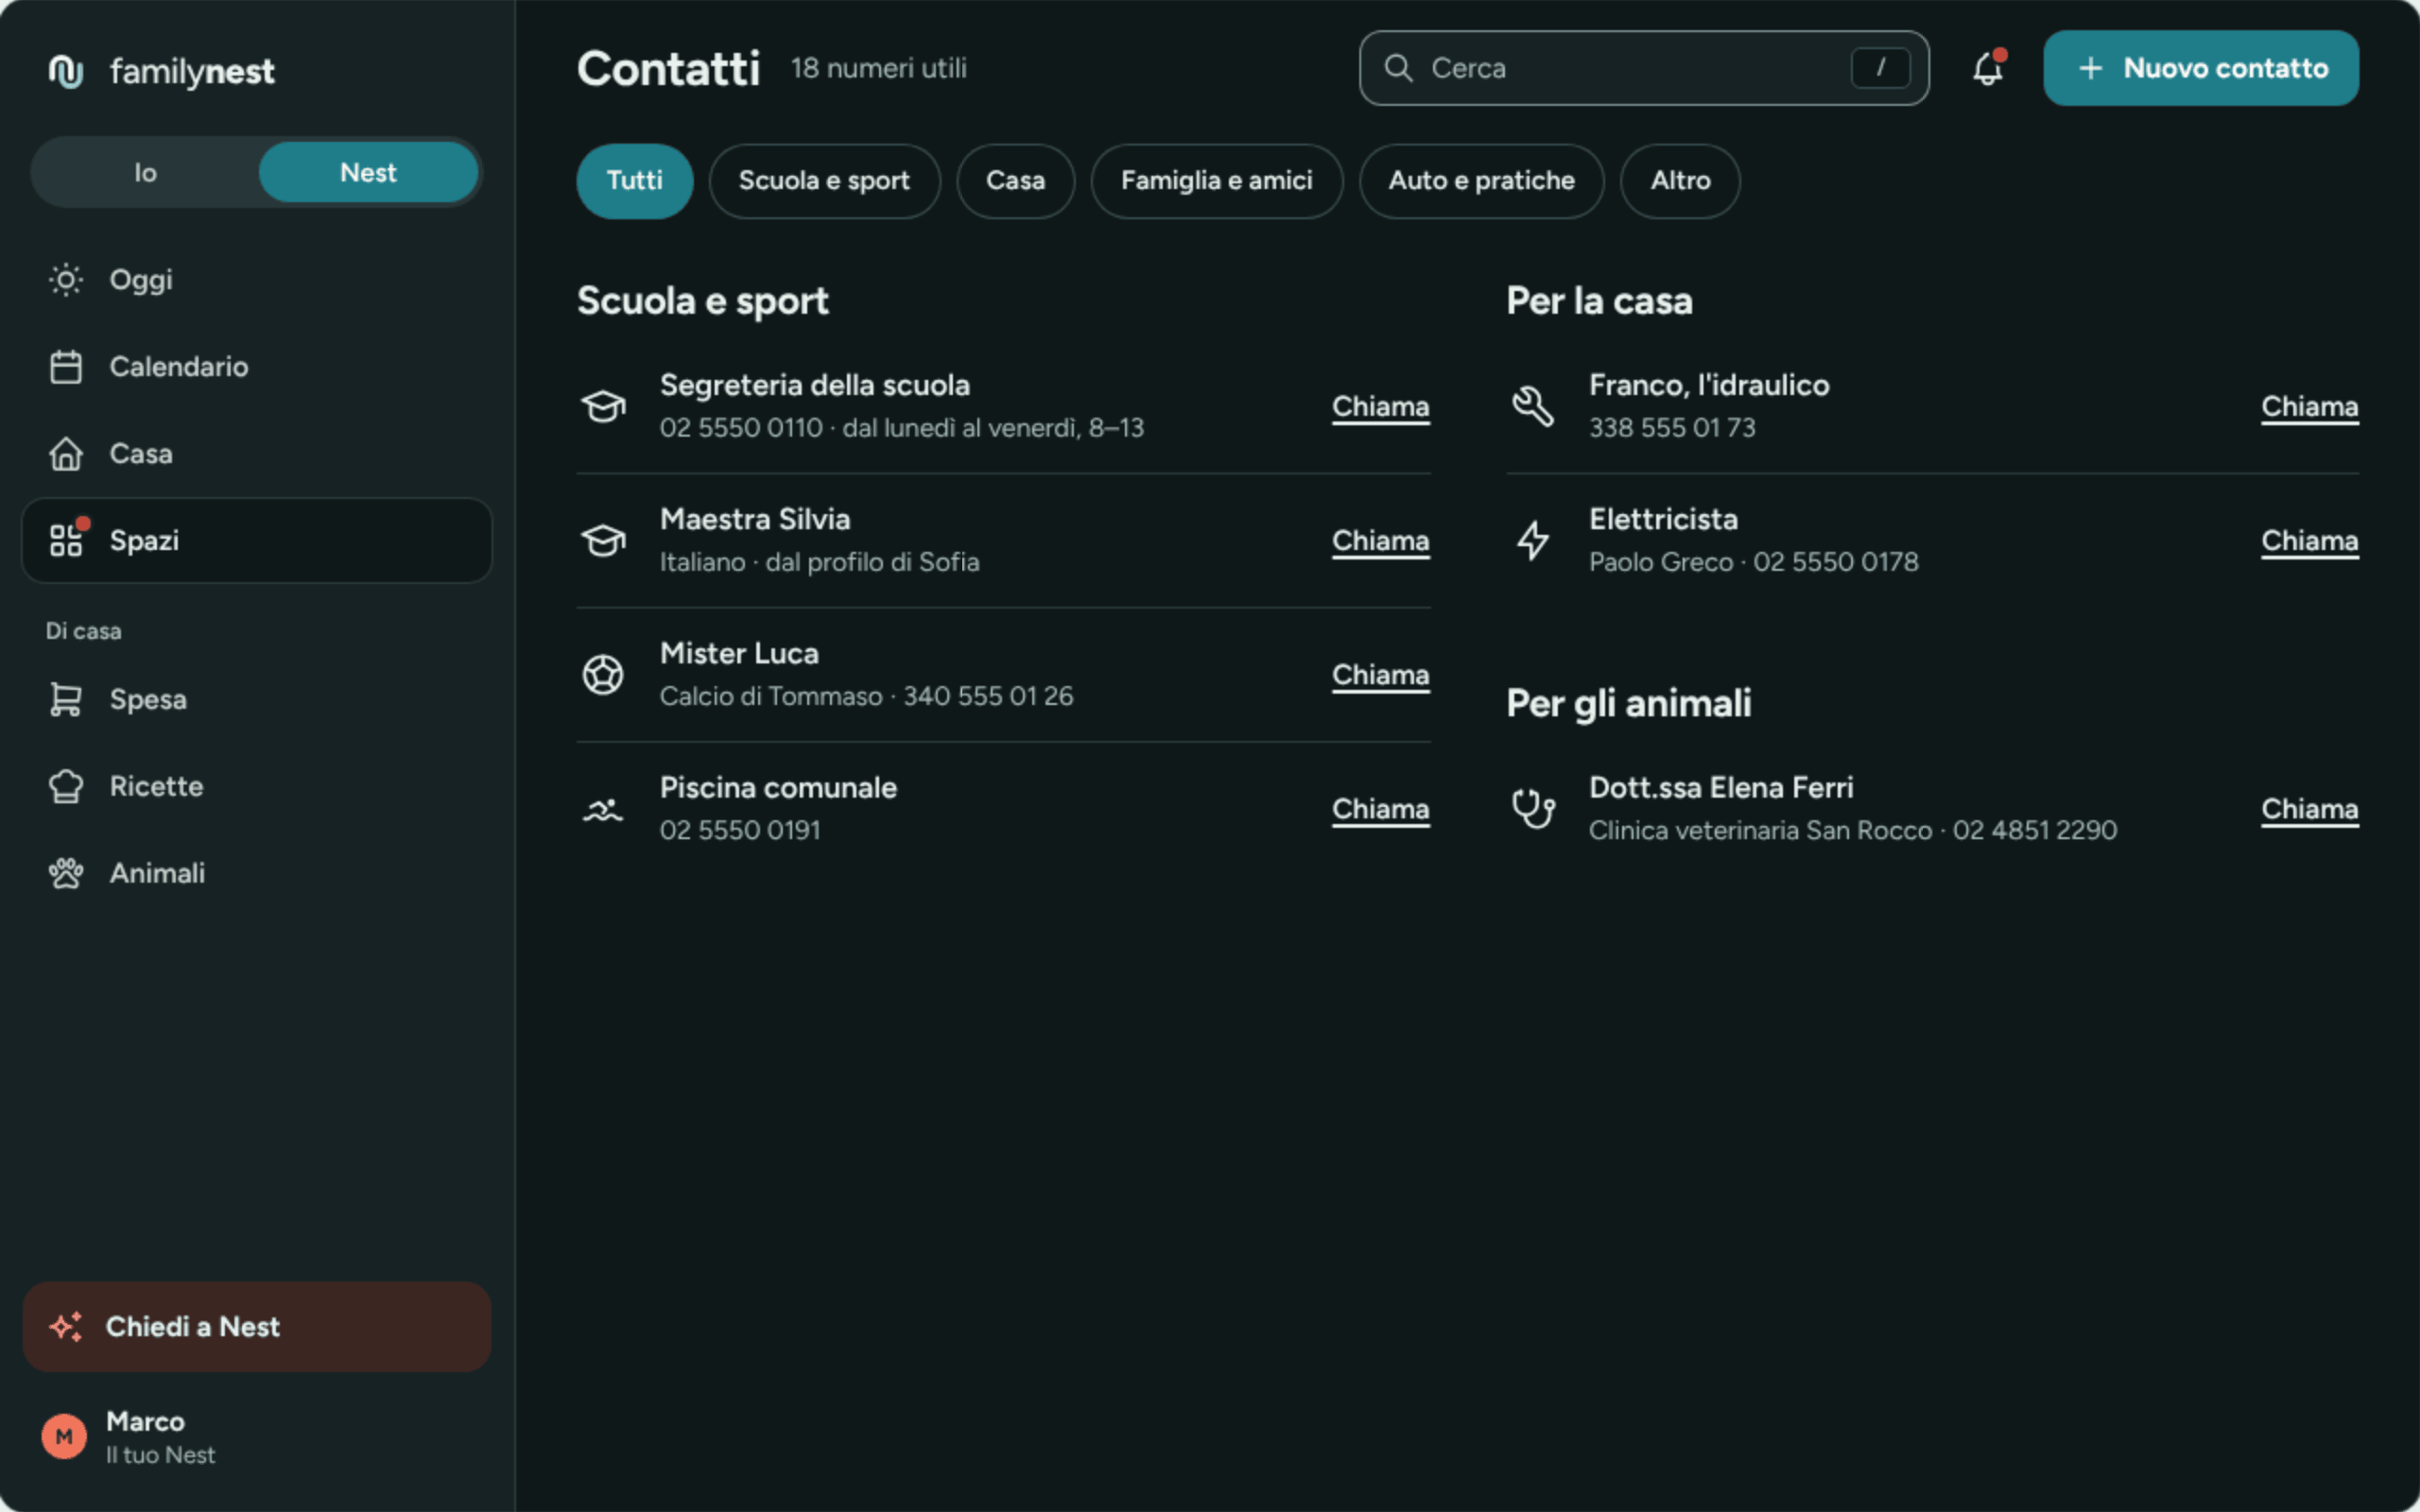 familynest
Io
Nest
Oggi
Calendario
Casa
Spazi
Di casa
Spesa
Ricette
Animali
Chiedi a Nest
M
Marco
Il tuo Nest
Contatti
18 numeri utili
Cerca
/
Nuovo contatto
Tutti
Scuola e sport
Casa
Famiglia e amici
Auto e pratiche
Altro
Scuola e sport
Segreteria della scuola
02 5550 0110 · dal lunedì al venerdì, 8–13
Chiama
Maestra Silvia
Italiano · dal profilo di Sofia
Chiama
Mister Luca
Calcio di Tommaso · 340 555 01 26
Chiama
Piscina comunale
02 5550 0191
Chiama
Per la casa
Franco, l'idraulico
338 555 01 73
Chiama
Elettricista
Paolo Greco · 02 5550 0178
Chiama
Per gli animali
Dott.ssa Elena Ferri
Clinica veterinaria San Rocco · 02 4851 2290
Chiama